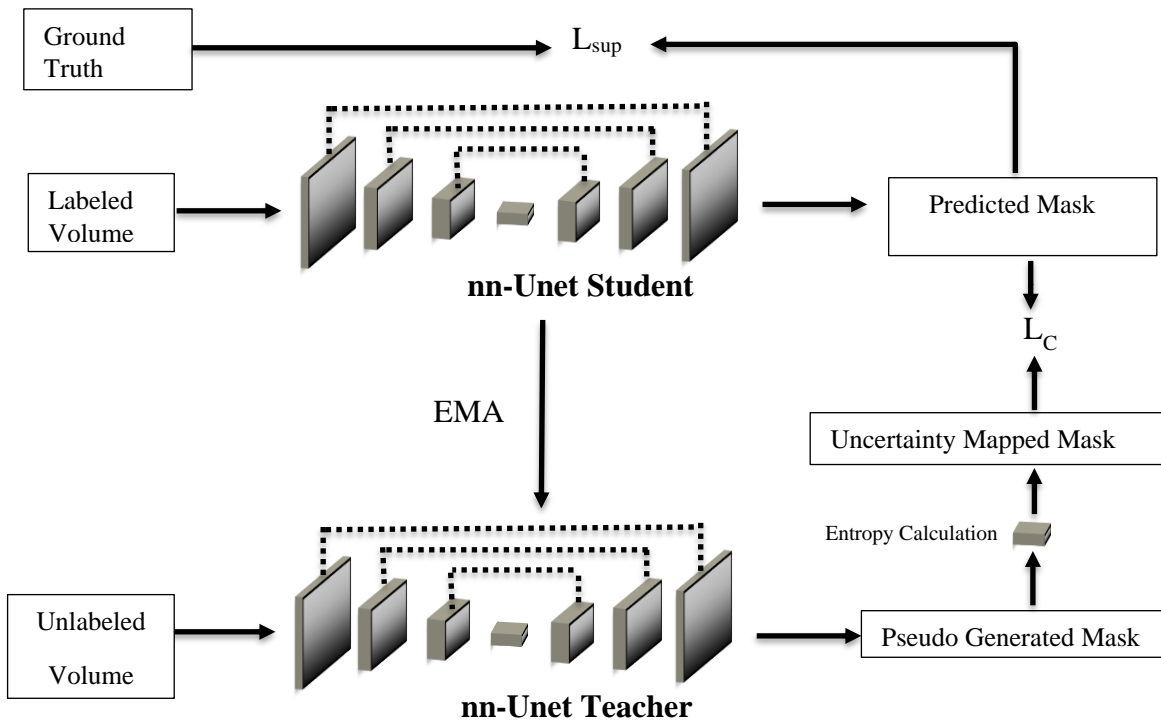 Ground
Truth
Lsup
Labeled
Volume
Predicted Mask
nn-Unet Student
LC
EMA
Uncertainty Mapped Mask
Entropy Calculation
Unlabeled
Volume
Pseudo Generated Mask
nn-Unet Teacher